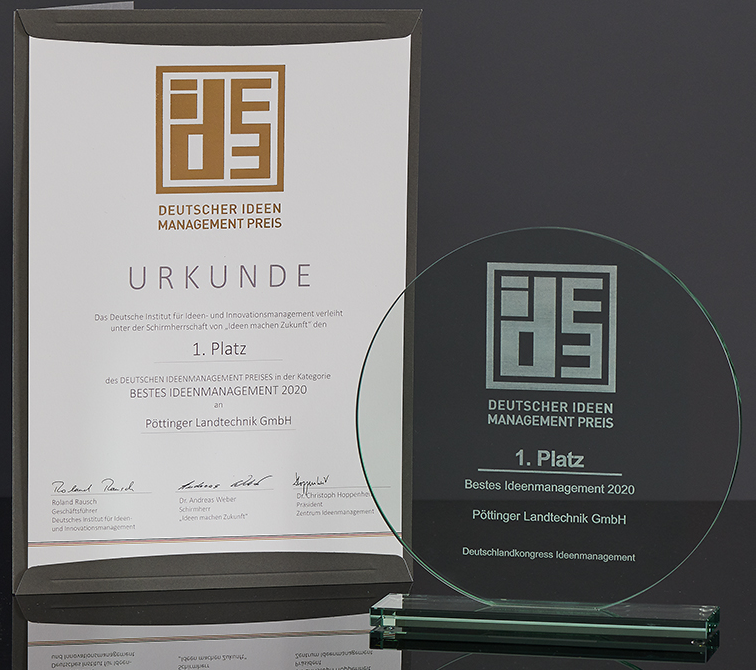 DEUTSCHER IDEEN
MANAGEMENT PREIS
URKUNDE
Das Deutsche Institut für Ideen- und Innovationsmanagement verleiht
unter der Schirmherrschaft von „Ideen machen Zukunft“ den
1. Platz
des DEUTSCHEN IDEENMANAGEMENT PREISES in der Kategorie
BESTES IDEENMANAGEMENT 2020
an
Pöttinger Landtechnik GmbH
Roland Rausch
Roland Rausch
Geschäftsführer
Deutsches Institut für Ideen-
und Innovationsmanagement
Dr. Andreas Weber
Schirmherr
„Ideen machen Zukunft“
Dr. Christoph Hoppenheit
Präsident
Zentrum Ideenmanagement
IDEE
DEUTSCHER IDEEN
MANAGEMENT PREIS
1. Platz
Bestes Ideenmanagement 2020
Pöttinger Landtechnik GmbH
Deutschlandkongress Ideenmanagement